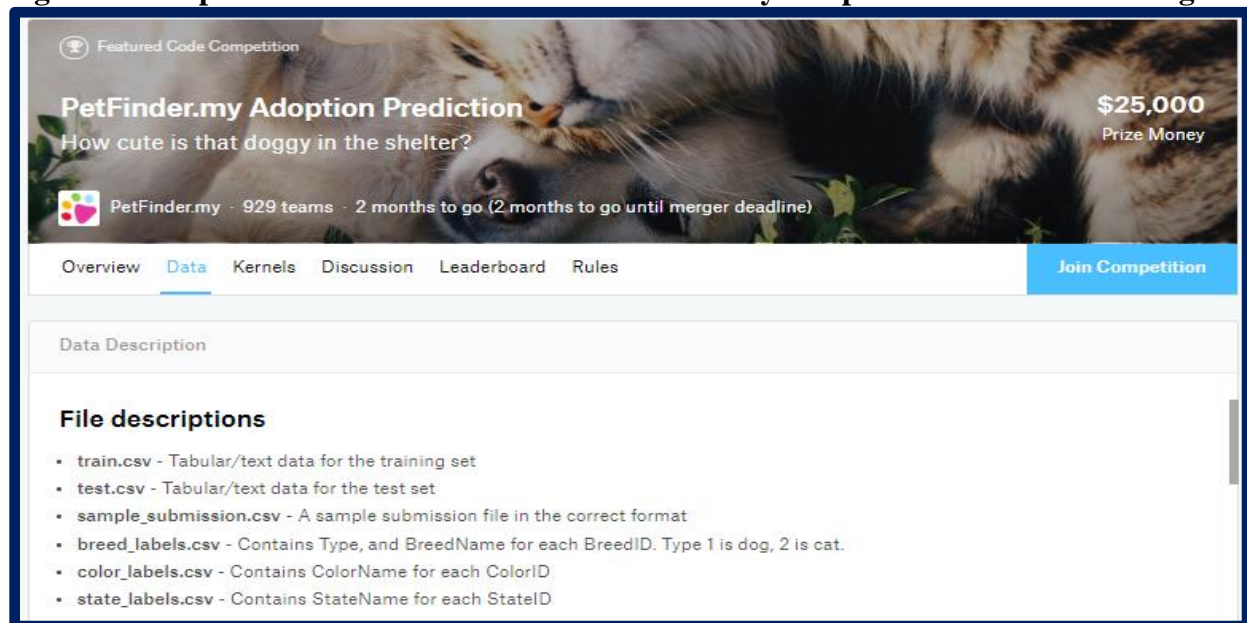 Featured Code Competition
PetFinder.my Adoption Prediction
$25,000
How cute is that doggy in the shelter?
Prize Money
PetFinder.my · 929 teams · 2 months to go (2 months to go until merger deadline)
Overview Data Kernels Discussion Leaderboard Rules Join Competition
Data Description
File descriptions
• train.csv - Tabular/text data for the training set
• test.csv - Tabular/text data for the test set
• sample_submission.csv - A sample submission file in the correct format
• breed_labels.csv - Contains Type, and BreedName for each BreedID. Type 1 is dog, 2 is cat.
• color_labels.csv - Contains ColorName for each ColorID
• state_labels.csv - Contains StateName for each StateID